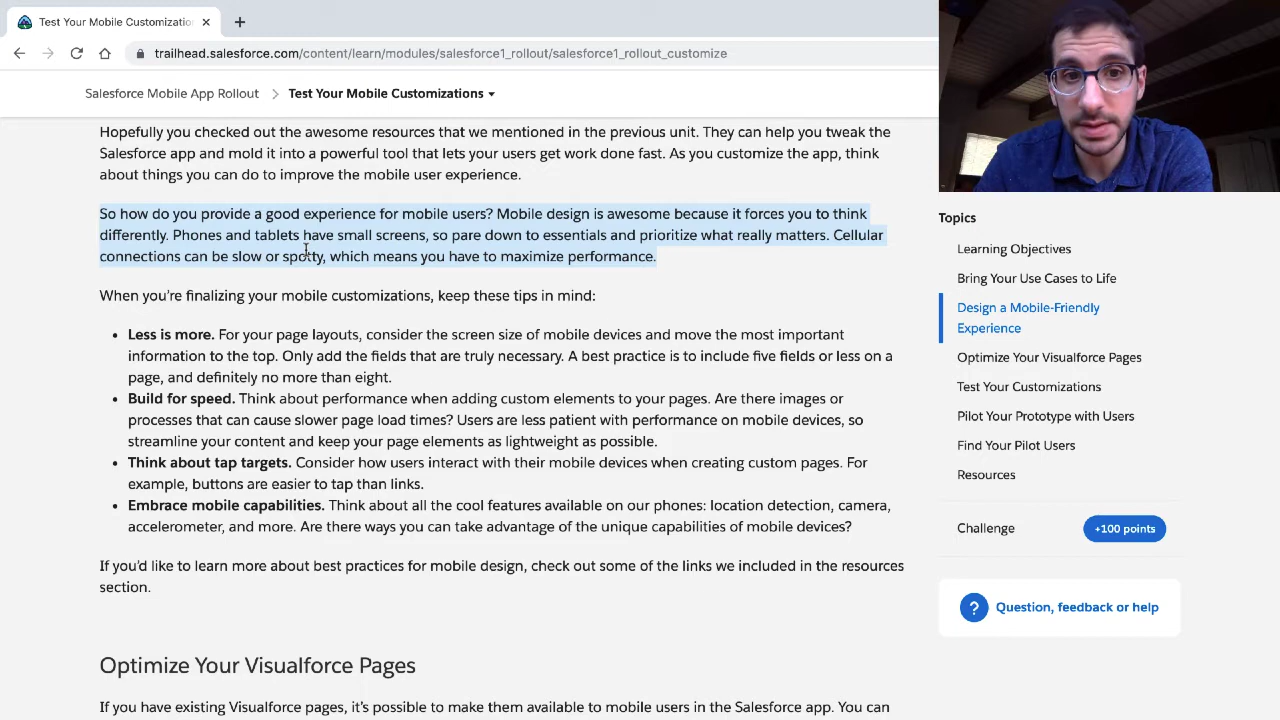 Test Your Mobile Customizatio
trailhead.salesforce.com/content/learn/modules/salesforce1_rollout/salesforce1_rollout_customize
Salesforce Mobile App Rollout > Test Your Mobile Customizations
Hopefully you checked out the awesome resources that we mentioned in the previous unit. They can help you tweak the
Salesforce app and mold it into a powerful tool that lets your users get work done fast. As you customize the app, think
about things you can do to improve the mobile user experience.
So how do you provide a good experience for mobile users? Mobile design is awesome because it forces you to think
differently. Phones and tablets have small screens, so pare down to essentials and prioritize what really matters. Cellular
connections can be slow or spotty, which means you have to maximize performance.
When you’re finalizing your mobile customizations, keep these tips in mind:
• Less is more. For your page layouts, consider the screen size of mobile devices and move the most important
information to the top. Only add the fields that are truly necessary. A best practice is to include five fields or less on a
page, and definitely no more than eight.
• Build for speed. Think about performance when adding custom elements to your pages. Are there images or
processes that can cause slower page load times? Users are less patient with performance on mobile devices, so
streamline your content and keep your page elements as lightweight as possible.
• Think about tap targets. Consider how users interact with their mobile devices when creating custom pages. For
example, buttons are easier to tap than links.
• Embrace mobile capabilities. Think about all the cool features available on our phones: location detection, camera,
accelerometer, and more. Are there ways you can take advantage of the unique capabilities of mobile devices?
If you’d like to learn more about best practices for mobile design, check out some of the links we included in the resources
section.
Optimize Your Visualforce Pages
If you have existing Visualforce pages, it’s possible to make them available to mobile users in the Salesforce app. You can
Topics
Learning Objectives
Bring Your Use Cases to Life
Design a Mobile-Friendly
Experience
Optimize Your Visualforce Pages
Test Your Customizations
Pilot Your Prototype with Users
Find Your Pilot Users
Resources
Challenge
+100 points
? Question, feedback or help